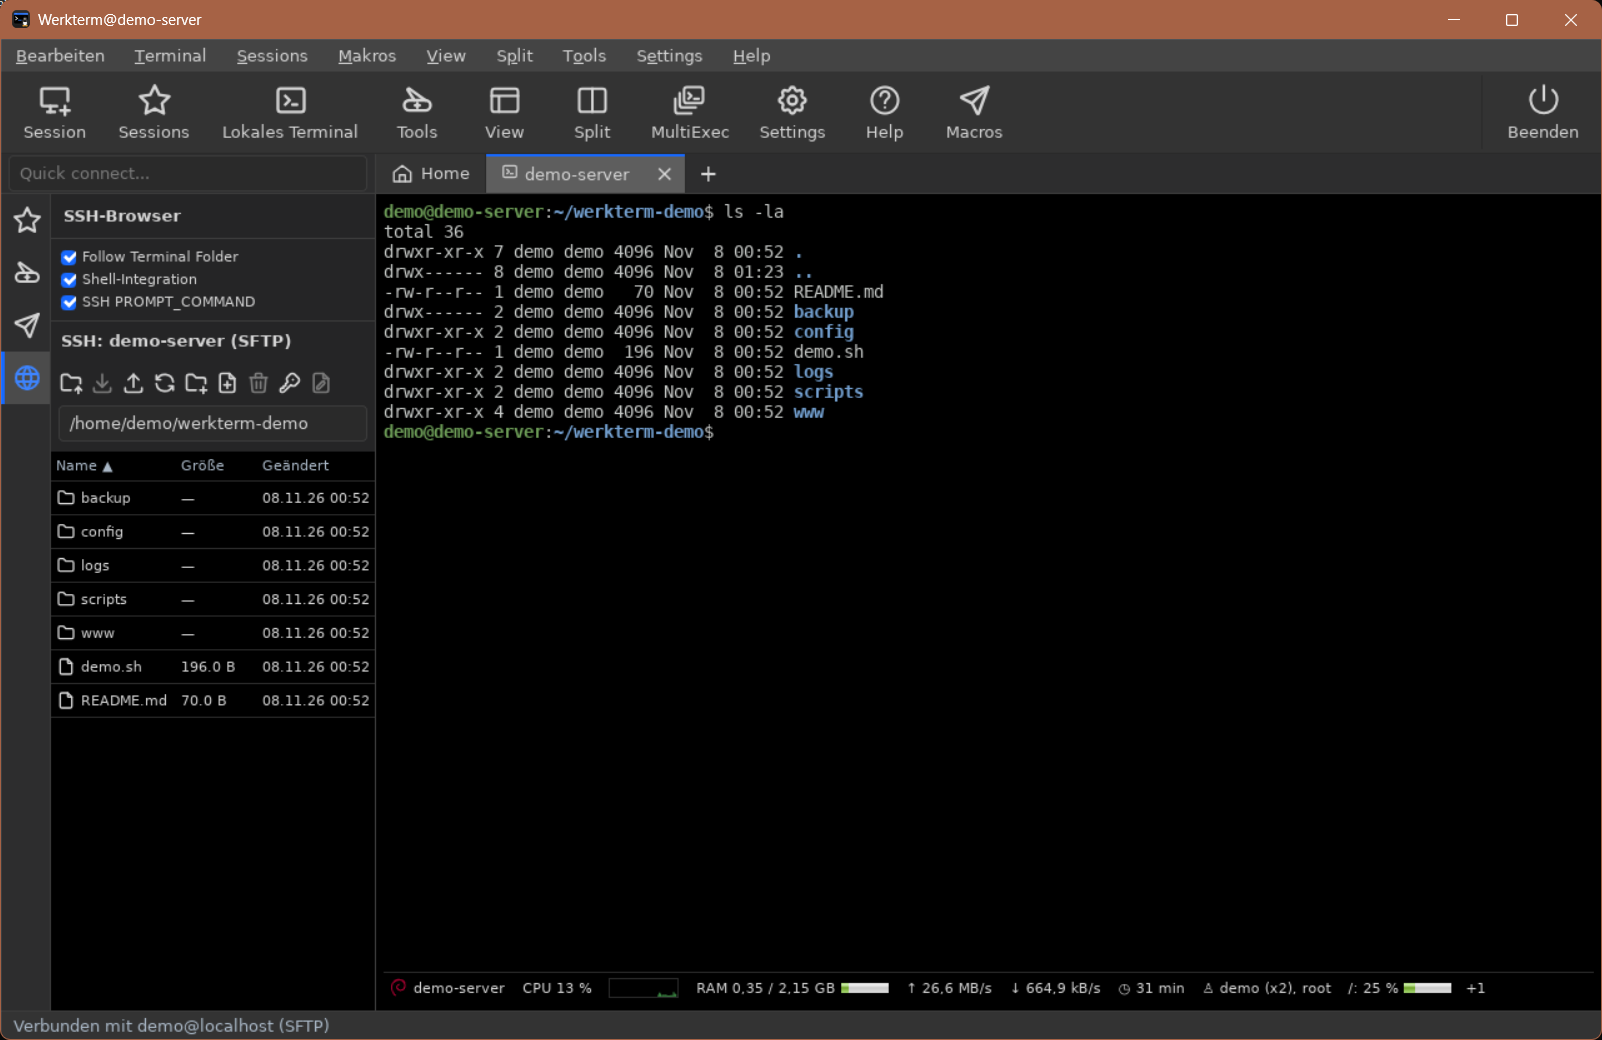 Werkterm@demo-server
Bearbeiten Terminal Sessions Makros View Split Tools Settings Help
Session Sessions Lokales Terminal Tools View Split MultiExec Settings Help Macros Beenden
Quick connect...
Home demo-server
SSH-Browser
Follow Terminal Folder
Shell-Integration
SSH PROMPT_COMMAND
SSH: demo-server (SFTP)
/home/demo/werkterm-demo
Name ▲ Größe Geändert
backup — 08.11.26 00:52
config — 08.11.26 00:52
logs — 08.11.26 00:52
scripts — 08.11.26 00:52
www — 08.11.26 00:52
demo.sh 196.0 B 08.11.26 00:52
README.md 70.0 B 08.11.26 00:52
demo@demo-server:~/werkterm-demo$ ls -la
total 36
drwxr-xr-x 7 demo demo 4096 Nov  8 00:52 .
drwx------ 8 demo demo 4096 Nov  8 01:23 ..
-rw-r--r-- 1 demo demo   70 Nov  8 00:52 README.md
drwx------ 2 demo demo 4096 Nov  8 00:52 backup
drwxr-xr-x 2 demo demo 4096 Nov  8 00:52 config
-rw-r--r-- 1 demo demo  196 Nov  8 00:52 demo.sh
drwxr-xr-x 2 demo demo 4096 Nov  8 00:52 logs
drwxr-xr-x 2 demo demo 4096 Nov  8 00:52 scripts
drwxr-xr-x 4 demo demo 4096 Nov  8 00:52 www
demo@demo-server:~/werkterm-demo$
demo-server CPU 13 % RAM 0,35 / 2,15 GB ↑ 26,6 MB/s ↓ 664,9 kB/s 31 min demo (x2), root /: 25 % +1
Verbunden mit demo@localhost (SFTP)